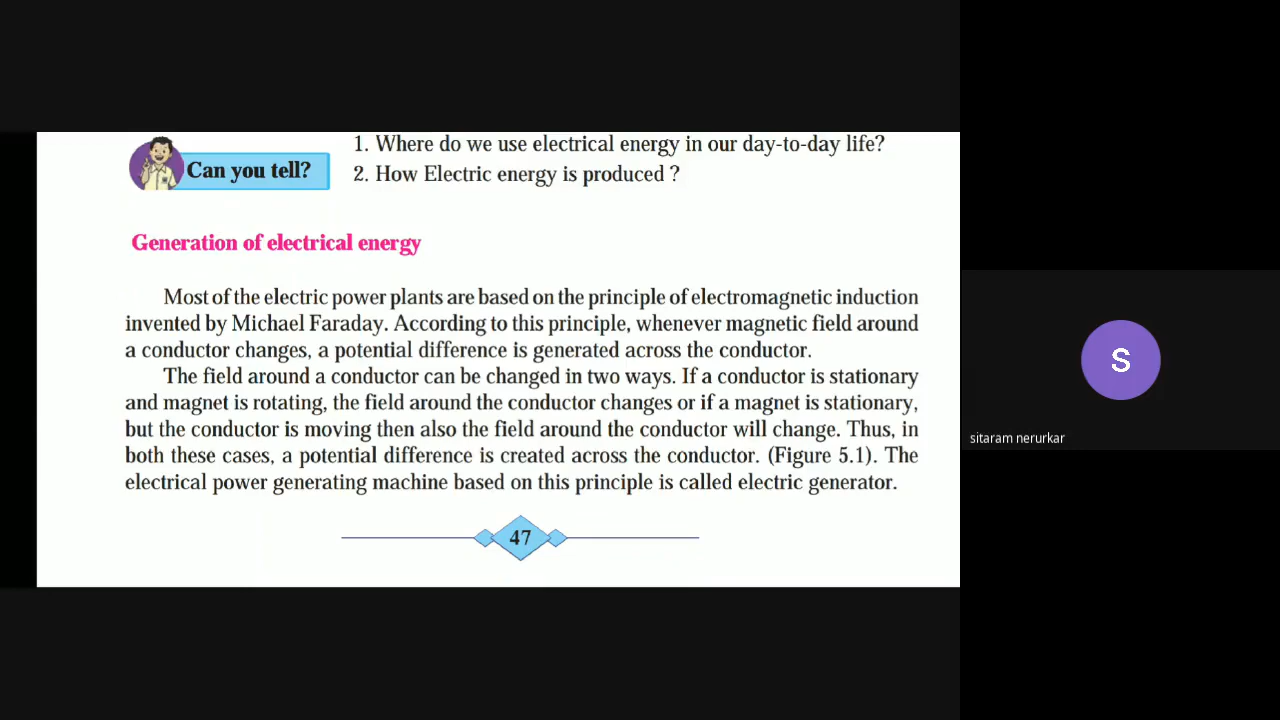 1. Where do we use electrical energy in our day-to-day life?
Can you tell?
2. How Electric energy is produced ?
Generation of electrical energy
Most of the electric power plants are based on the principle of electromagnetic induction
invented by Michael Faraday. According to this principle, whenever magnetic field around
a conductor changes, a potential difference is generated across the conductor.
The field around a conductor can be changed in two ways. If a conductor is stationary
and magnet is rotating, the field around the conductor changes or if a magnet is stationary,
but the conductor is moving then also the field around the conductor will change. Thus, in
both these cases, a potential difference is created across the conductor. (Figure 5.1). The
electrical power generating machine based on this principle is called electric generator.
47
S
sitaram nerurkar